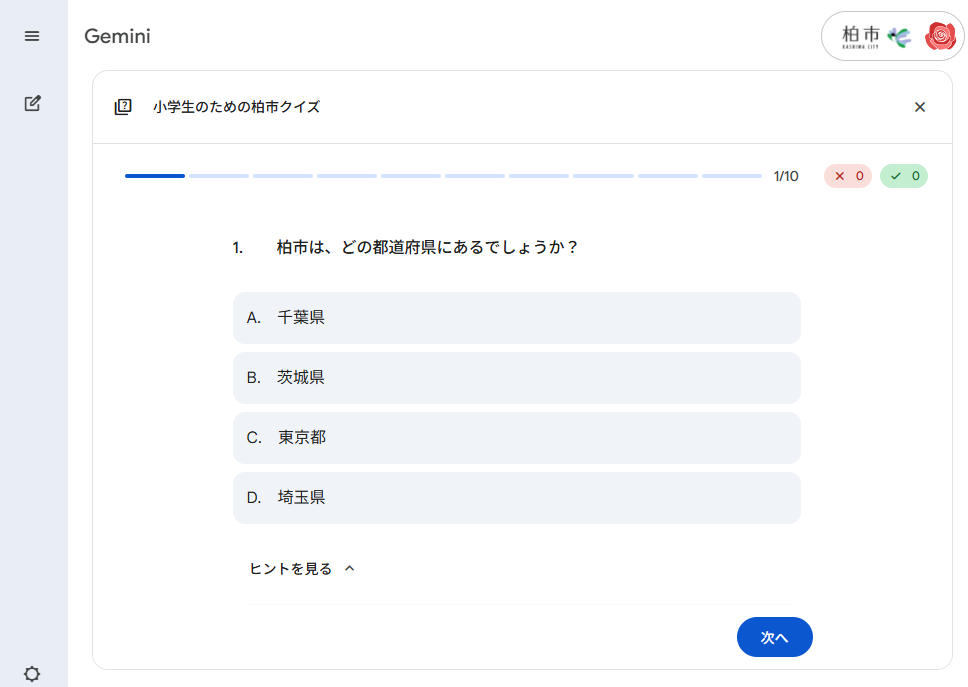 Gemini
柏市
KASHIWA CITY
小学生のための柏市クイズ
1/10
0
0
1. 柏市は、どの都道府県にあるでしょうか？
A. 千葉県
B. 茨城県
C. 東京都
D. 埼玉県
ヒントを見る
次へ